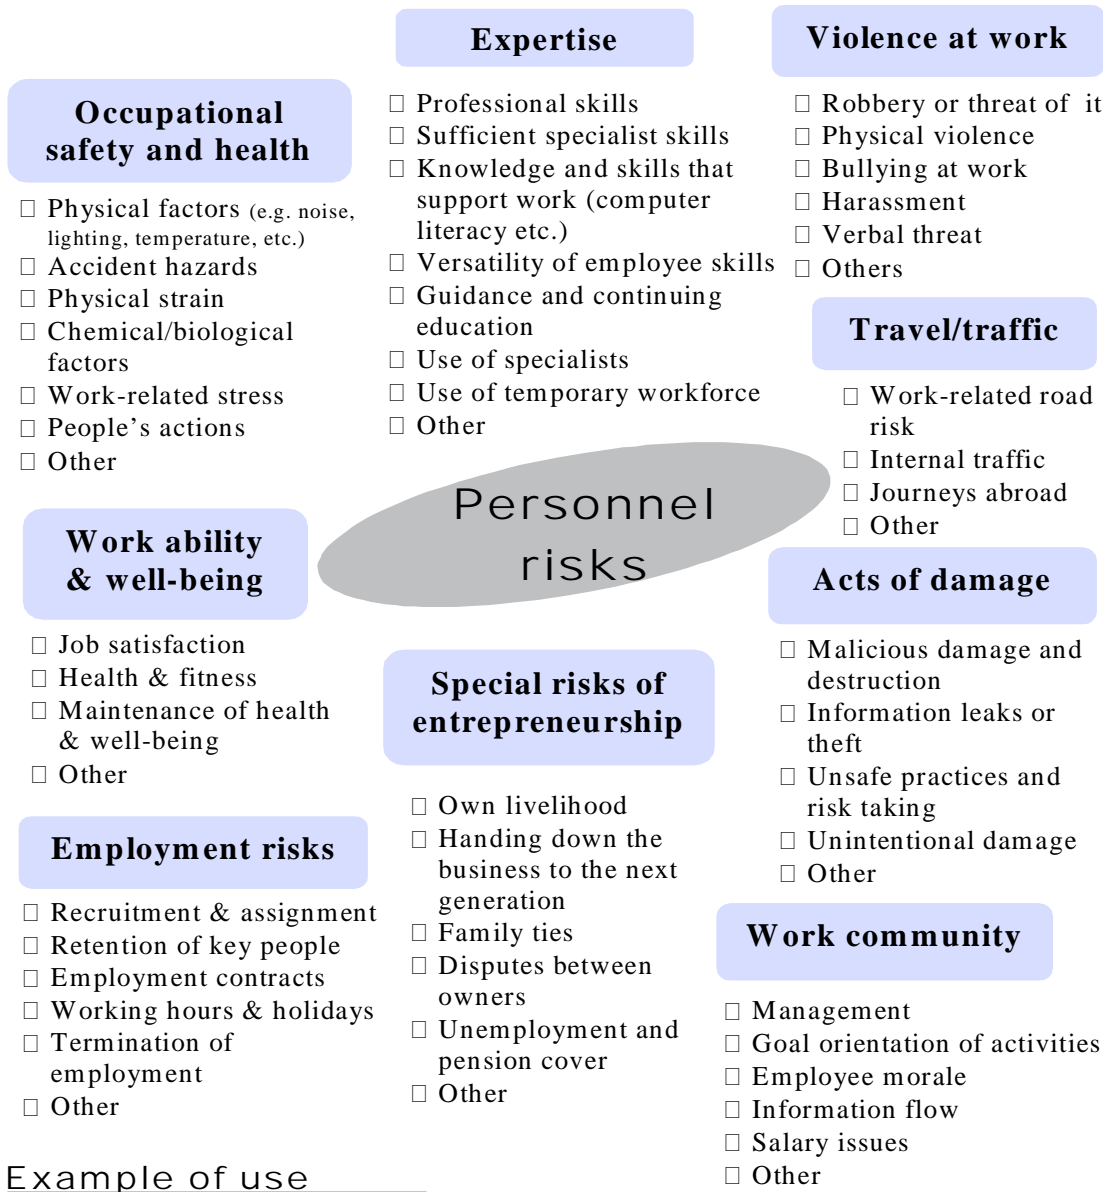 Expertise
☐ Professional skills
☐ Sufficient specialist skills
☐ Knowledge and skills that
support work (computer
literacy etc.)
☐ Versatility of employee skills
☐ Guidance and continuing
education
☐ Use of specialists
☐ Use of temporary workforce
☐ Other
Violence at work
☐ Robbery or threat of it
☐ Physical violence
☐ Bullying at work
☐ Harassment
☐ Verbal threat
☐ Others
Occupational
safety and health
☐ Physical factors (e.g. noise,
lighting, temperature, etc.)
☐ Accident hazards
☐ Physical strain
☐ Chemical/biological
factors
☐ Work-related stress
☐ People's actions
☐ Other
Travel/traffic
☐ Work-related road
risk
☐ Internal traffic
☐ Journeys abroad
☐ Other
Personnel
risks
Work ability
& well-being
☐ Job satisfaction
☐ Health & fitness
☐ Maintenance of health
& well-being
☐ Other
Acts of damage
☐ Malicious damage and
destruction
☐ Information leaks or
theft
☐ Unsafe practices and
risk taking
☐ Unintentional damage
☐ Other
Special risks of
entrepreneurship
☐ Own livelihood
☐ Handing down the
business to the next
generation
☐ Family ties
☐ Disputes between
owners
☐ Unemployment and
pension cover
☐ Other
Employment risks
☐ Recruitment & assignment
☐ Retention of key people
☐ Employment contracts
☐ Working hours & holidays
☐ Termination of
employment
☐ Other
Work community
☐ Management
☐ Goal orientation of activities
☐ Employee morale
☐ Information flow
☐ Salary issues
☐ Other
Example of use